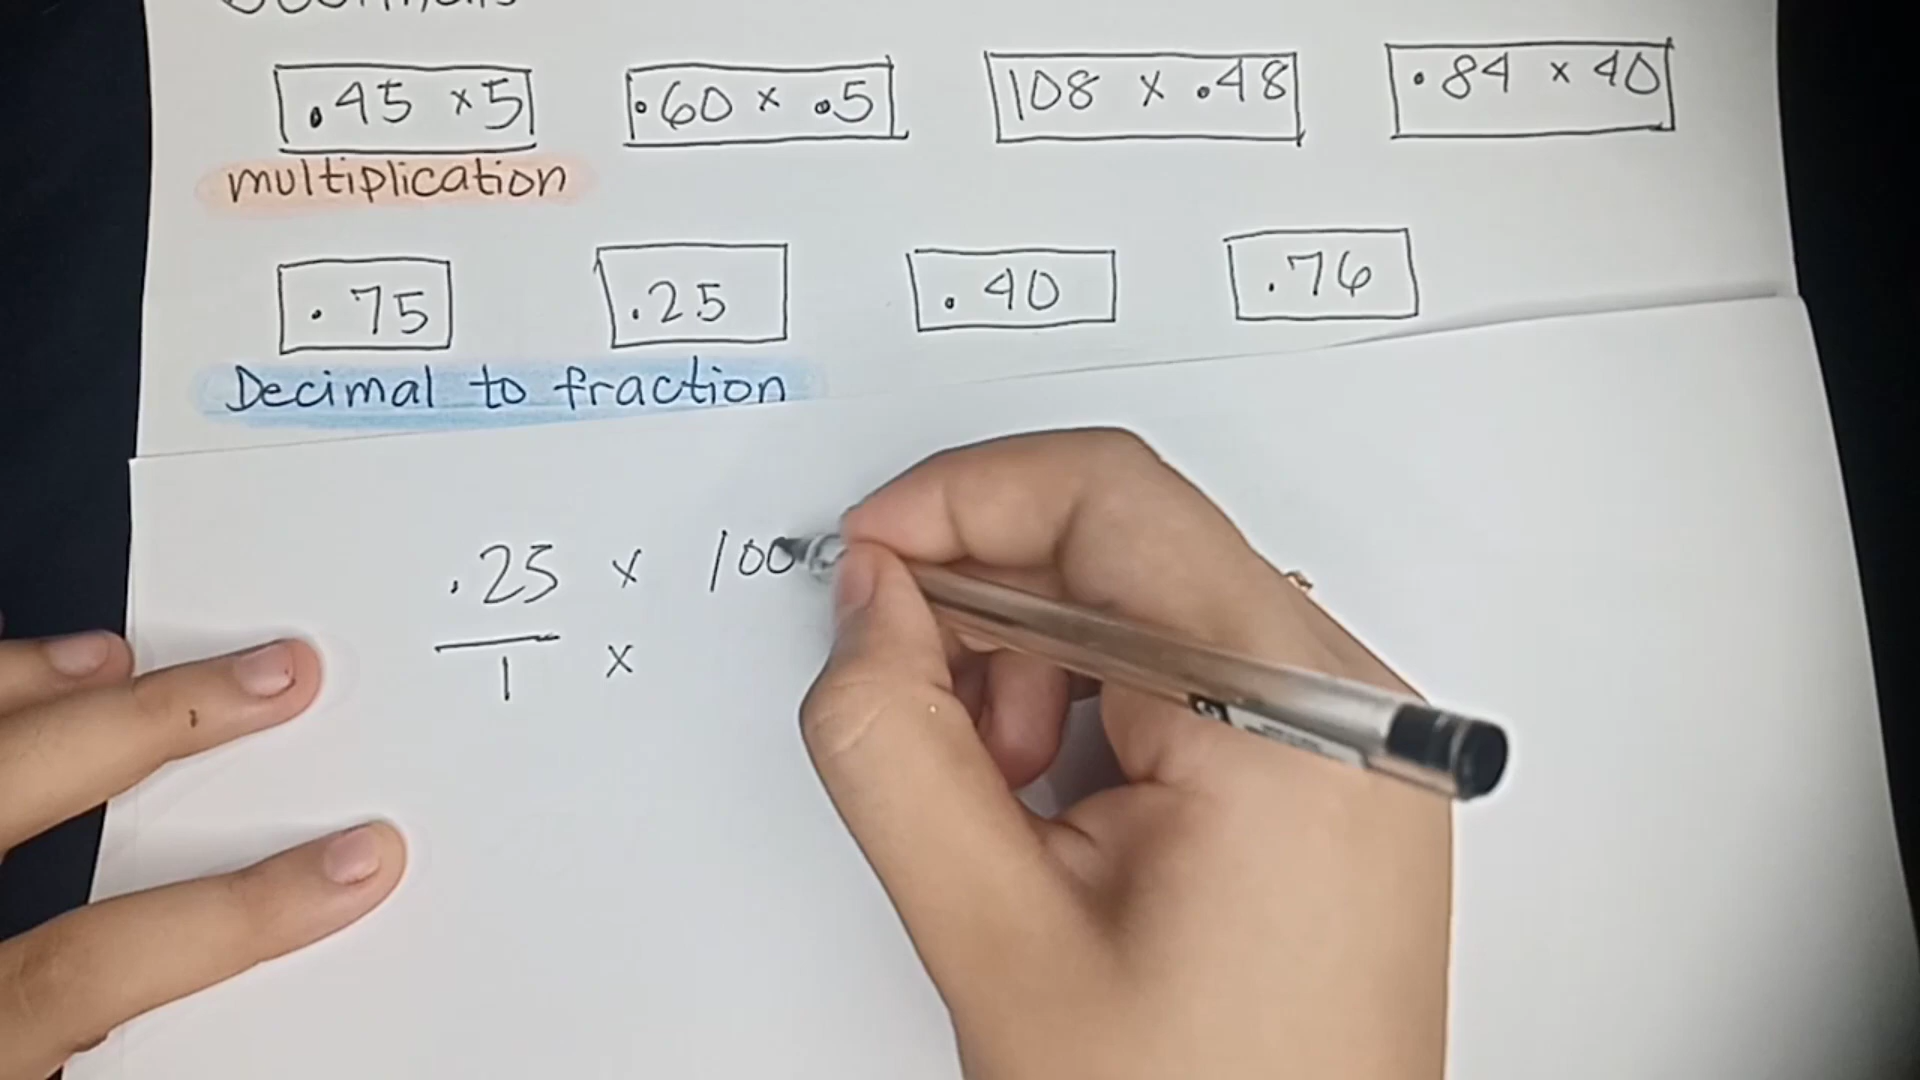 .45 x 5 .60 x .5 108 x .48 .84 x 40
multiplication
.75 .25 .40 .76
Decimal to fraction
.25 x 100
1 x